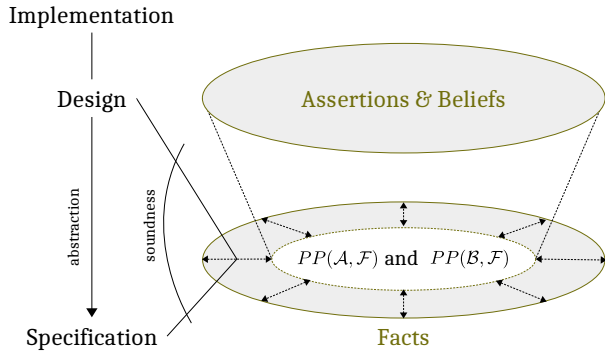 Implementation
Design
Assertions & Beliefs
abstraction
soundness
PP(𝒜, ℱ) and PP(ℬ, ℱ)
Specification
Facts